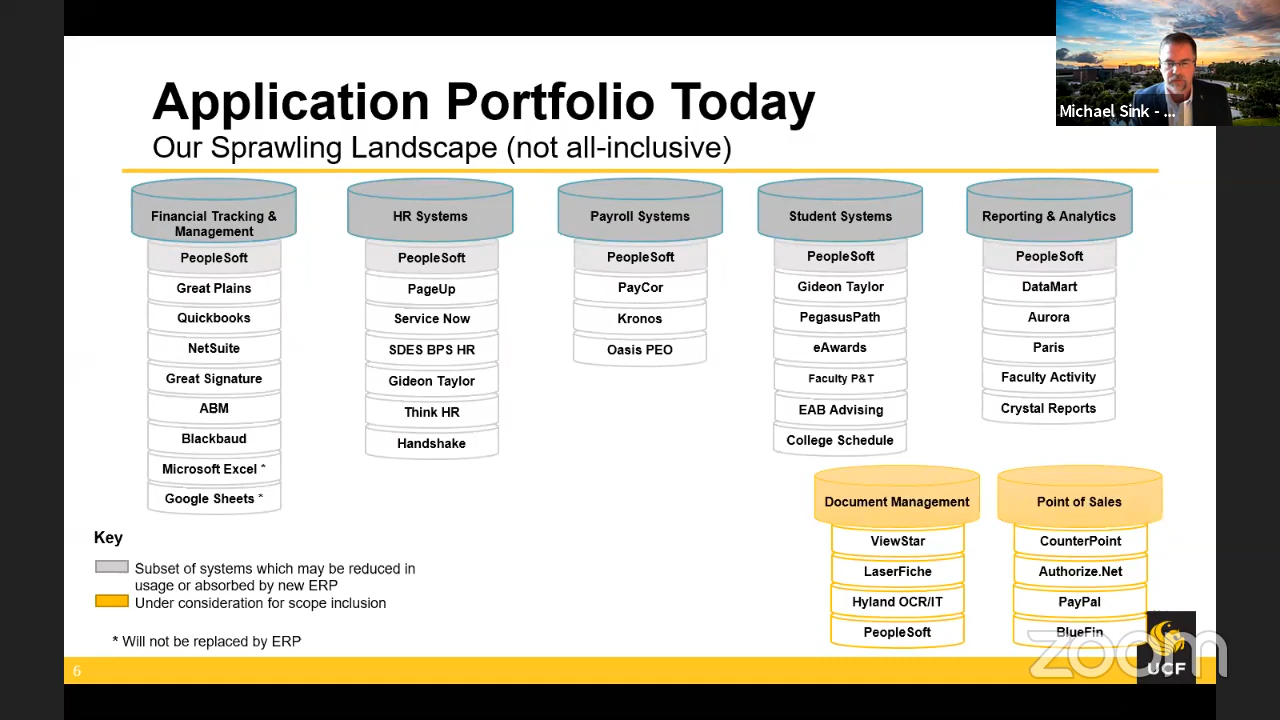 Application Portfolio Today
Our Sprawling Landscape (not all-inclusive)
Michael Sink - ...
Financial Tracking &
Management
PeopleSoft
Great Plains
Quickbooks
NetSuite
Great Signature
ABM
Blackbaud
Microsoft Excel *
Google Sheets *
HR Systems
PeopleSoft
PageUp
Service Now
SDES BPS HR
Gideon Taylor
Think HR
Handshake
Payroll Systems
PeopleSoft
PayCor
Kronos
Oasis PEO
Student Systems
PeopleSoft
Gideon Taylor
PegasusPath
eAwards
Faculty P&T
EAB Advising
College Schedule
Reporting & Analytics
PeopleSoft
DataMart
Aurora
Paris
Faculty Activity
Crystal Reports
Document Management
ViewStar
LaserFiche
Hyland OCR/IT
PeopleSoft
Point of Sales
CounterPoint
Authorize.Net
PayPal
BlueFin
Key
Subset of systems which may be reduced in
usage or absorbed by new ERP
Under consideration for scope inclusion
* Will not be replaced by ERP
6
zoom
UCF